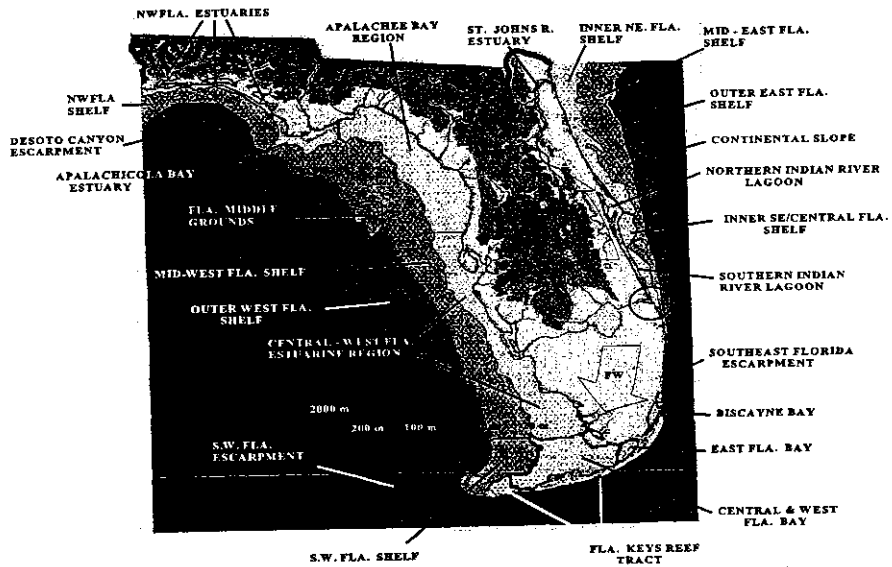 NWFLA. ESTUARIES
APALACHEE BAY
REGION
ST. JOHNS R.
ESTUARY
INNER NE. FLA.
SHELF
MID - EAST FLA.
SHELF
NWFLA
SHELF
OUTER EAST FLA.
SHELF
DESOTO CANYON
ESCARPMENT
CONTINENTAL SLOPE
APALACHICOLA BAY
ESTUARY
NORTHERN INDIAN RIVER
LAGOON
FLA. MIDDLE
GROUNDS
INNER SE/CENTRAL FLA.
SHELF
MID-WEST FLA. SHELF
SOUTHERN INDIAN
RIVER LAGOON
OUTER WEST FLA.
SHELF
CENTRAL - WEST FLA.
ESTUARINE REGION
SOUTHEAST FLORIDA
ESCARPMENT
FW
2000 m
200 m 100 m
BISCAYNE BAY
S.W. FLA.
ESCARPMENT
EAST FLA. BAY
CENTRAL & WEST
FLA. BAY
S.W. FLA. SHELF
FLA. KEYS REEF
TRACT